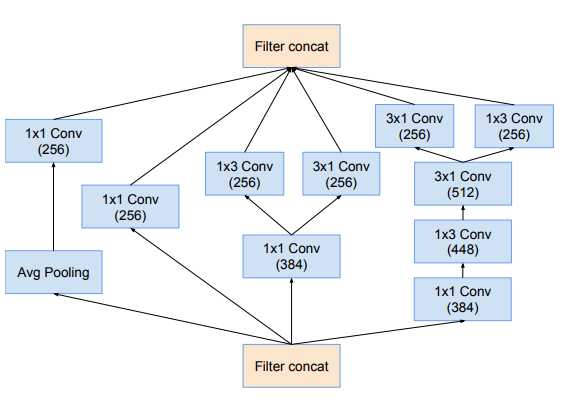 Filter concat
3x1 Conv
(256)
1x3 Conv
(256)
1x1 Conv
(256)
1x3 Conv
(256)
3x1 Conv
(256)
3x1 Conv
(512)
1x1 Conv
(256)
1x3 Conv
(448)
1x1 Conv
(384)
Avg Pooling
1x1 Conv
(384)
Filter concat